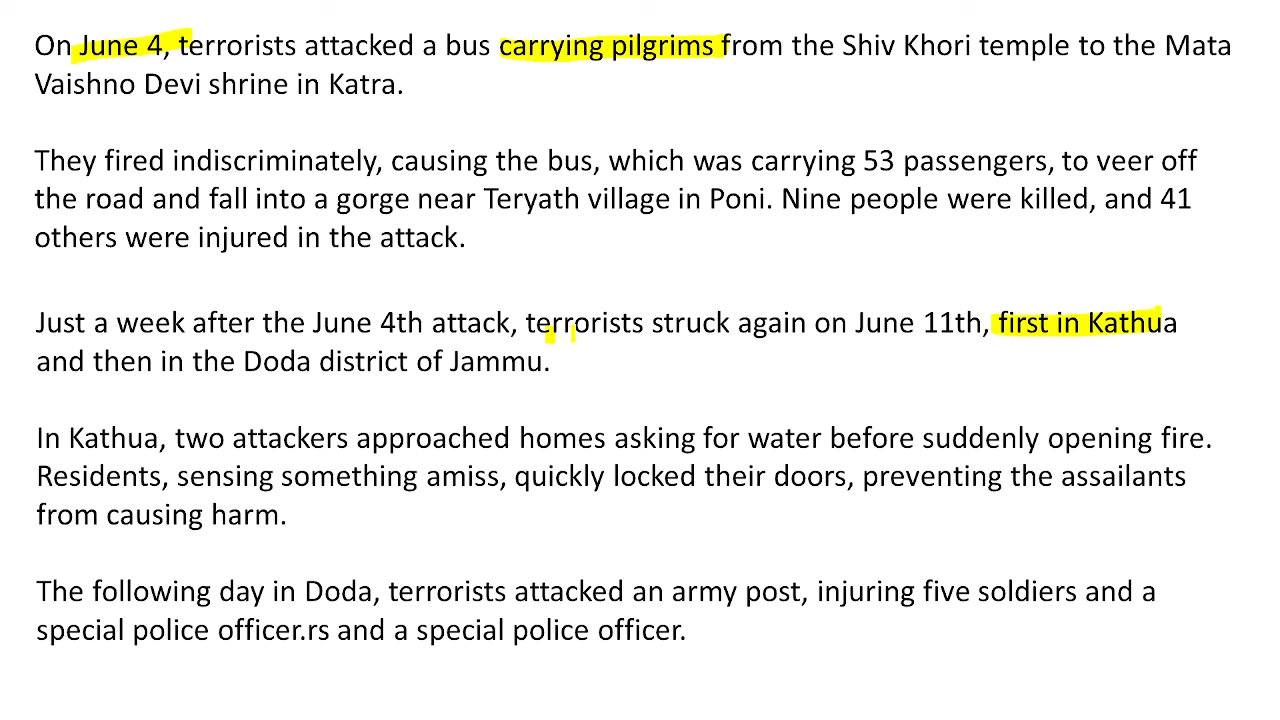 On June 4, terrorists attacked a bus carrying pilgrims from the Shiv Khori temple to the Mata
Vaishno Devi shrine in Katra.
They fired indiscriminately, causing the bus, which was carrying 53 passengers, to veer off
the road and fall into a gorge near Teryath village in Poni. Nine people were killed, and 41
others were injured in the attack.
Just a week after the June 4th attack, terrorists struck again on June 11th, first in Kathua
and then in the Doda district of Jammu.
In Kathua, two attackers approached homes asking for water before suddenly opening fire.
Residents, sensing something amiss, quickly locked their doors, preventing the assailants
from causing harm.
The following day in Doda, terrorists attacked an army post, injuring five soldiers and a
special police officer.rs and a special police officer.